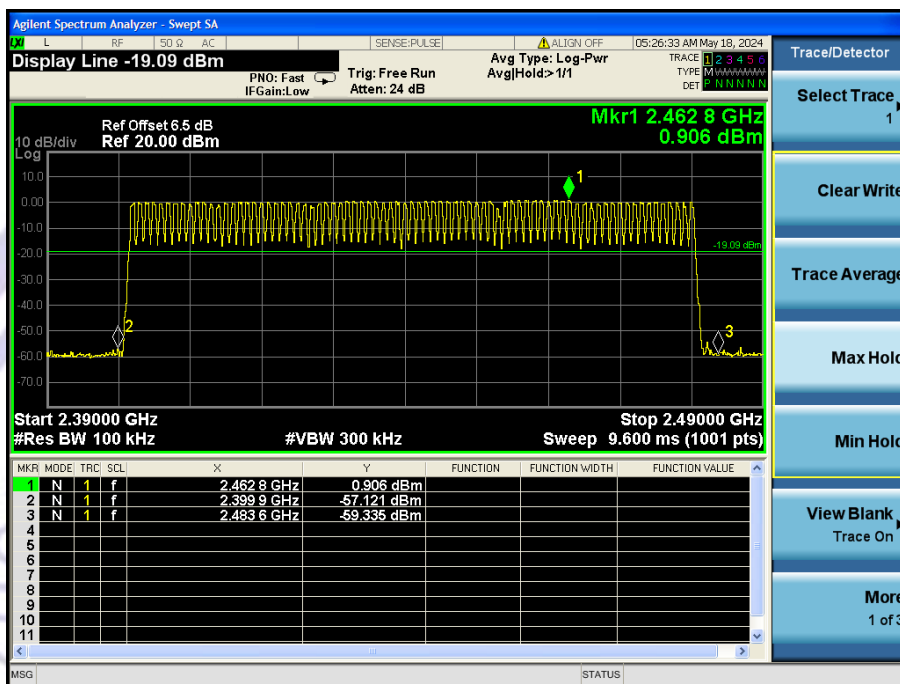 Agilent Spectrum Analyzer - Swept SA
LXI L RF 50 Ω AC SENSE:PULSE ALIGN OFF 05:26:33 AM May 18, 2024
Display Line -19.09 dBm
PNO: Fast
IFGain:Low
Trig: Free Run
Atten: 24 dB
Avg Type: Log-Pwr
Avg|Hold>1/1
TRACE 1 2 3 4 5 6
TYPE M WWWWW
DET P N N N N N
Mkr1 2.462 8 GHz
0.906 dBm
Ref Offset 6.5 dB
10 dB/div Ref 20.00 dBm
Log
10.0
0.00
-10.0
-20.0
-30.0
-40.0
-50.0
-60.0
-70.0
1
-19.09 dBm
2
3
Start 2.39000 GHz Stop 2.49000 GHz
#Res BW 100 kHz #VBW 300 kHz Sweep 9.600 ms (1001 pts)
MKR MODE TRC SCL X Y FUNCTION FUNCTION WIDTH FUNCTION VALUE
1 N 1 f 2.462 8 GHz 0.906 dBm
2 N 1 f 2.399 9 GHz -57.121 dBm
3 N 1 f 2.483 6 GHz -59.335 dBm
4
5
6
7
8
9
10
11
MSG STATUS
Trace/Detector
Select Trace
1
Clear Write
Trace Average
Max Hold
Min Hold
View Blank
Trace On
More
1 of 3